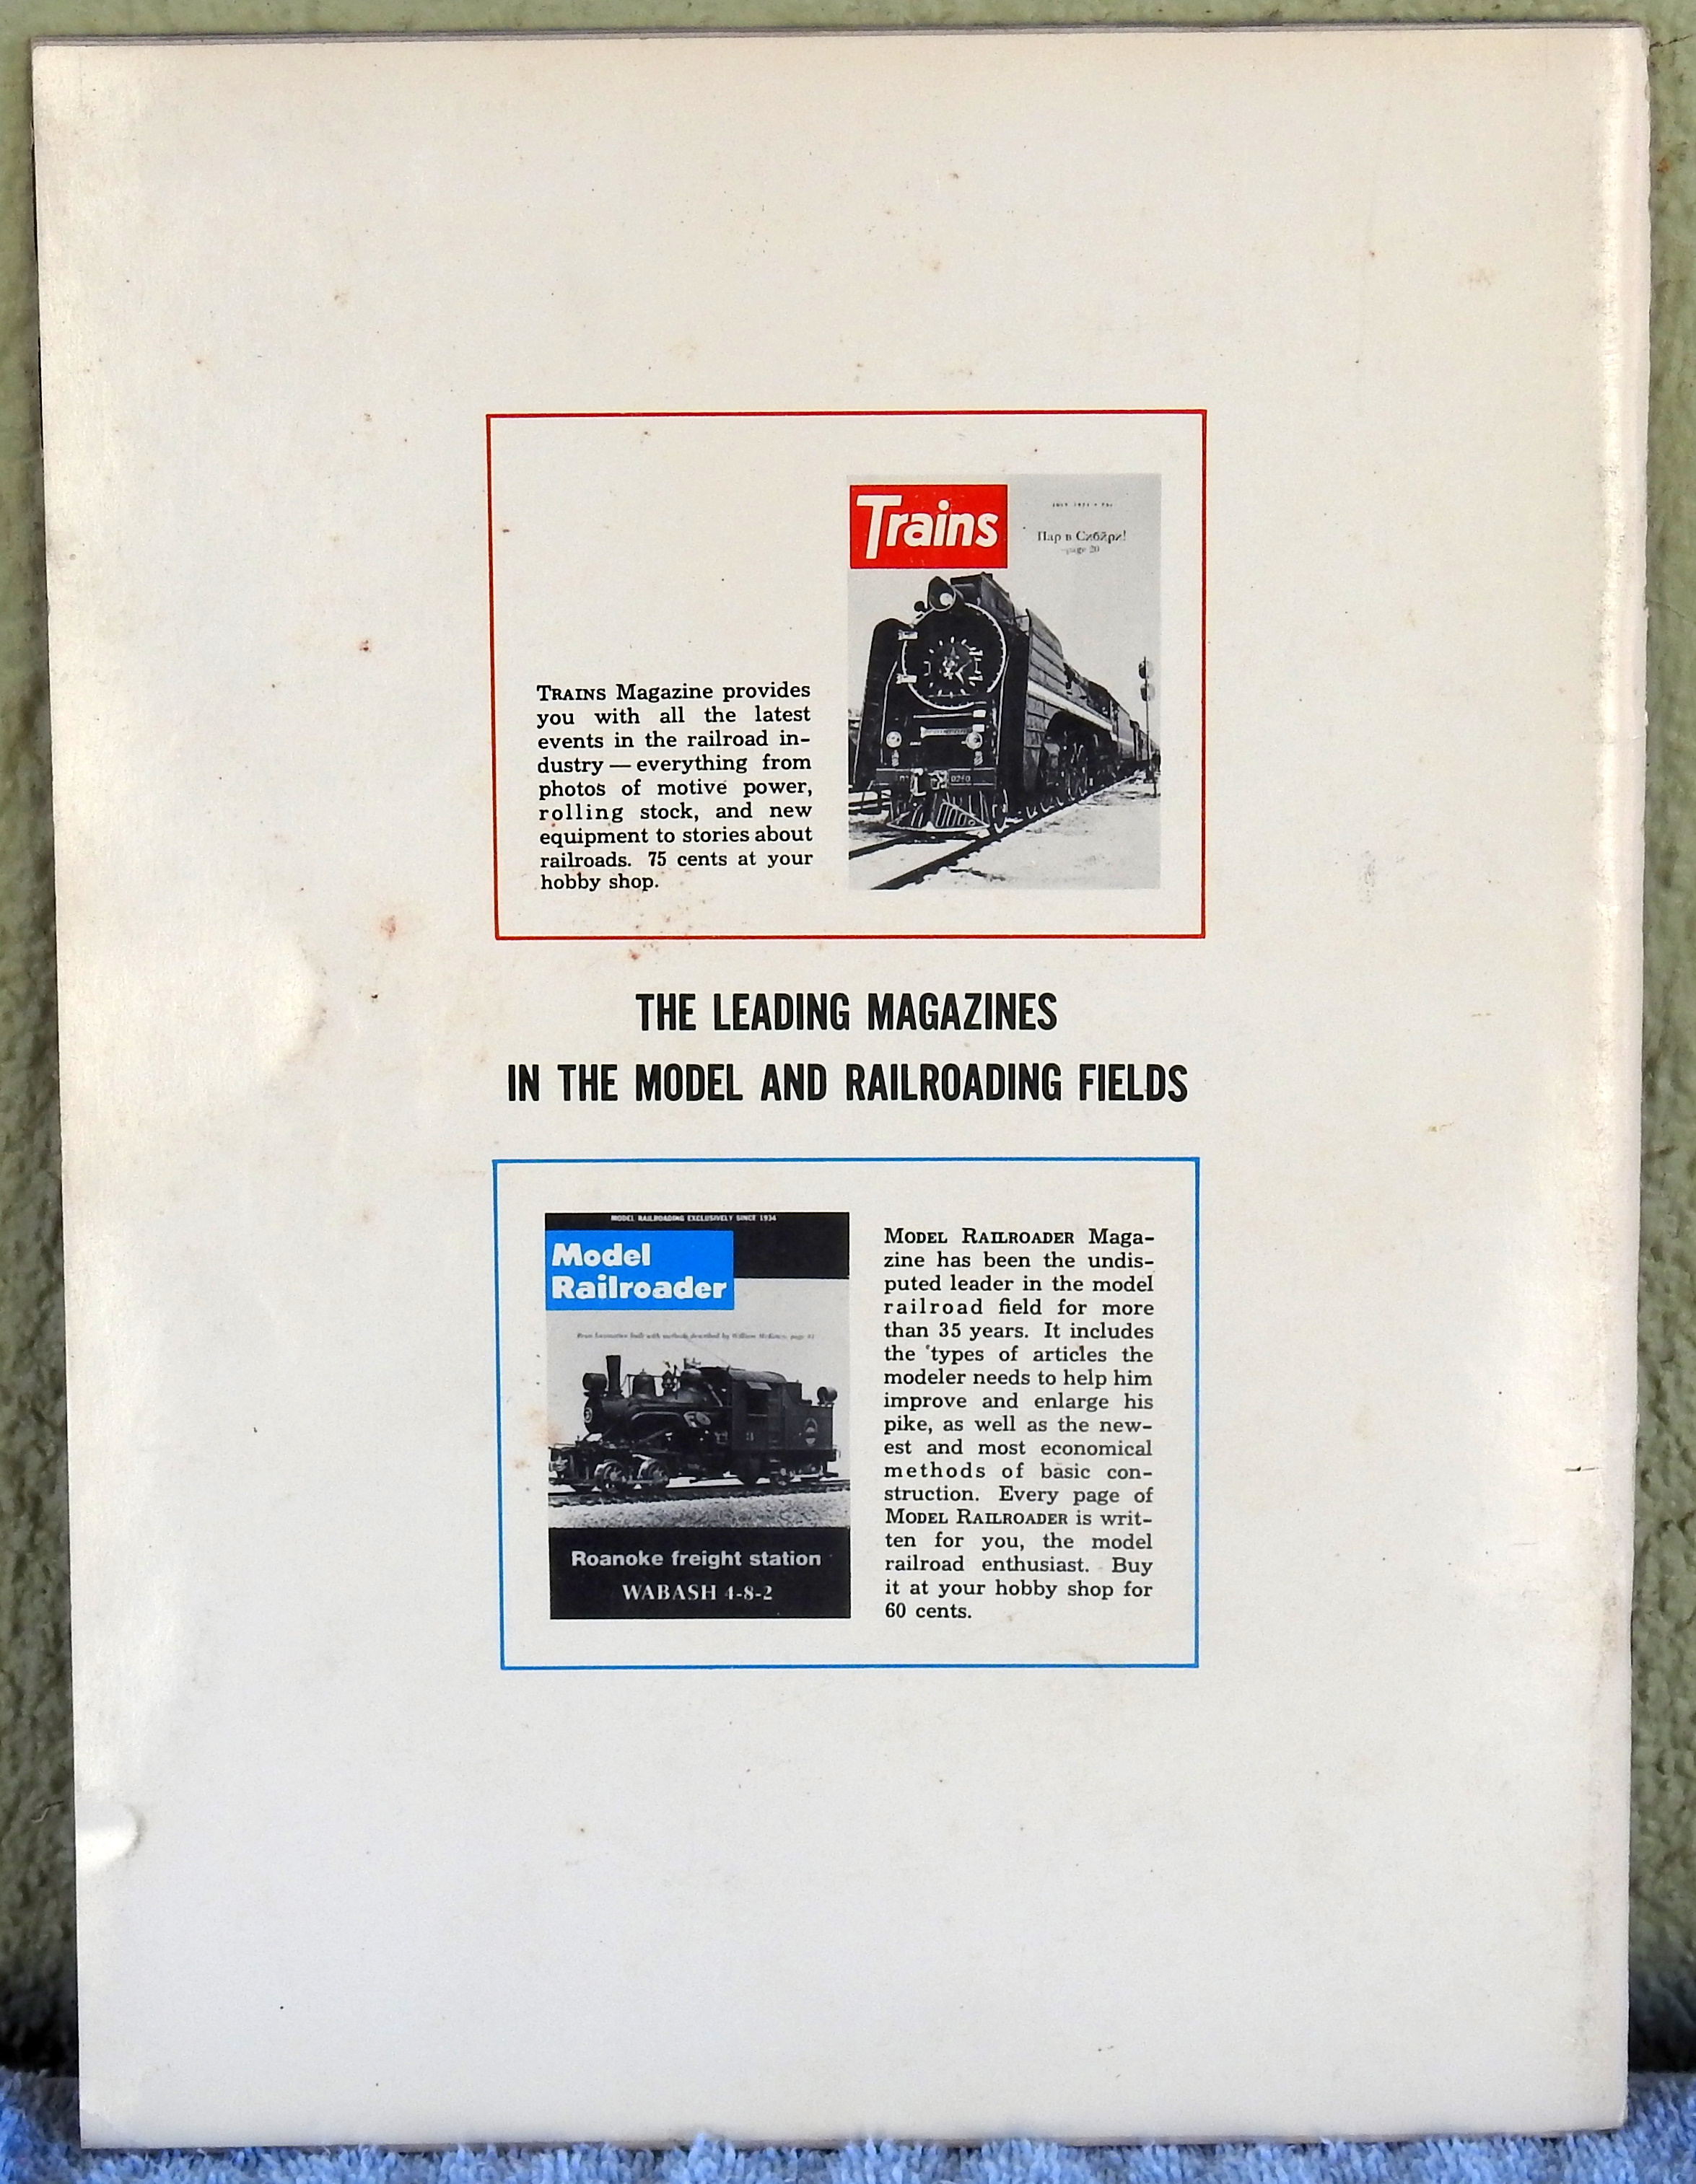 Trains
Пар в Сибири!
—page 20
TRAINS Magazine provides
you with all the latest
events in the railroad in-
dustry — everything from
photos of motive power,
rolling stock, and new
equipment to stories about
railroads. 75 cents at your
hobby shop.
THE LEADING MAGAZINES
IN THE MODEL AND RAILROADING FIELDS
MODEL RAILROADING EXCLUSIVELY SINCE 1934
Model
Railroader
Roanoke freight station
WABASH 4-8-2
MODEL RAILROADER Maga-
zine has been the undis-
puted leader in the model
railroad field for more
than 35 years. It includes
the types of articles the
modeler needs to help him
improve and enlarge his
pike, as well as the new-
est and most economical
methods of basic con-
struction. Every page of
MODEL RAILROADER is writ-
ten for you, the model
railroad enthusiast. Buy
it at your hobby shop for
60 cents.